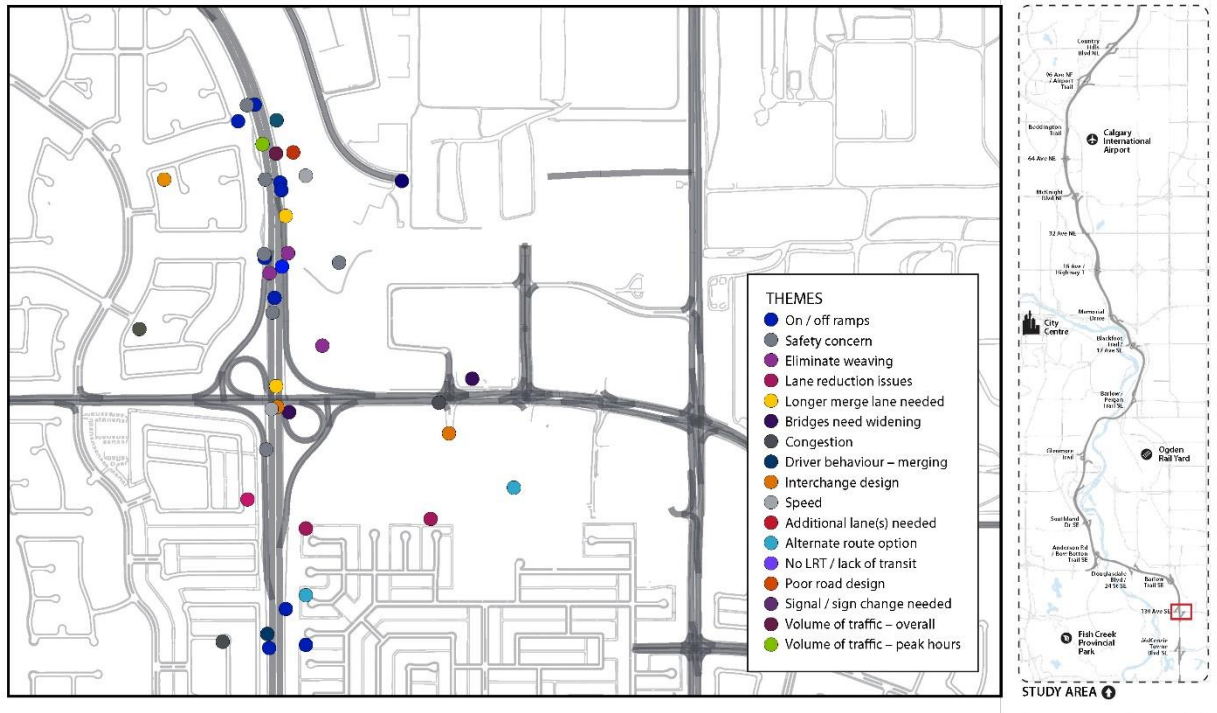 THEMES
On / off ramps
Safety concern
Eliminate weaving
Lane reduction issues
Longer merge lane needed
Bridges need widening
Congestion
Driver behaviour – merging
Interchange design
Speed
Additional lane(s) needed
Alternate route option
No LRT / lack of transit
Poor road design
Signal / sign change needed
Volume of traffic – overall
Volume of traffic – peak hours
Country
Hills
Blvd NE
96 Ave NE
/ Airport
Trail
Beddington
Trail
Calgary
International
Airport
64 Ave NE
McKnight
Blvd NE
32 Ave NE
16 Ave /
Highway 1
Memorial
Drive
City
Centre
Blackfoot
Trail /
17 Ave SE
Barlow /
Peigan
Trail SE
Glenmore
Trail
Ogden
Rail Yard
Southland
Dr SE
Anderson Rd
/ Bow Bottom
Trail SE
Douglasdale
Blvd /
24 St SE
Barlow
Trail SE
130 Ave SE
Fish Creek
Provincial
Park
McKenzie
Towne
Blvd SE
STUDY AREA